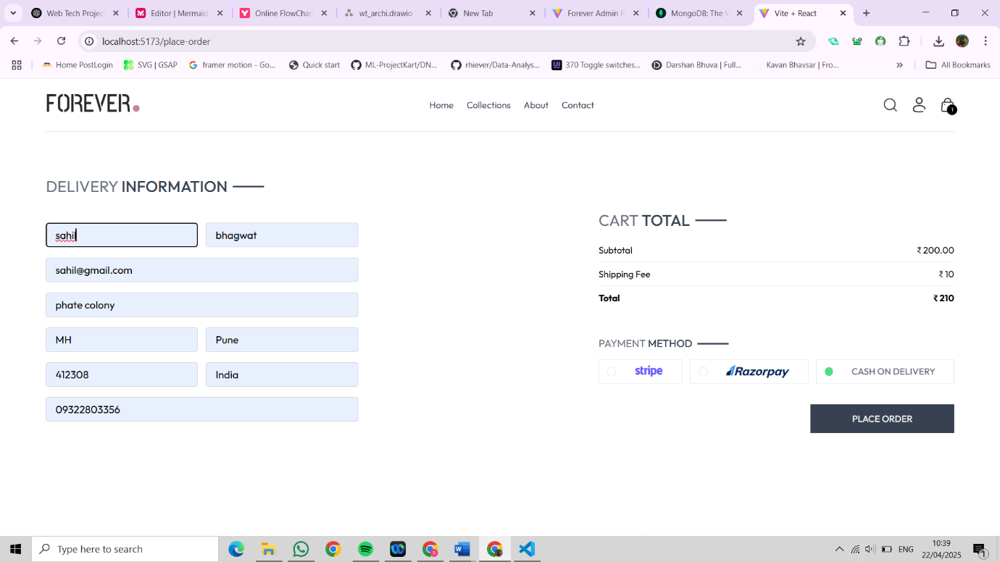 Web Tech Projec
Editor | Mermaid
Online FlowChar
wt_archi.drawio -
New Tab
Forever Admin P
MongoDB: The W
Vite + React
localhost:5173/place-order
Home PostLogin
SVG | GSAP
framer motion - Go...
Quick start
ML-ProjectKart/DN...
rhiever/Data-Analys...
370 Toggle switches...
Darshan Bhuva | Full...
Kavan Bhavsar | Fro...
All Bookmarks
FOREVER.
Home
Collections
About
Contact
1
DELIVERY INFORMATION
sahil
bhagwat
sahil@gmail.com
phate colony
MH
Pune
412308
India
09322803356
CART TOTAL
Subtotal
₹ 200.00
Shipping Fee
₹ 10
Total
₹ 210
PAYMENT METHOD
stripe
Razorpay
CASH ON DELIVERY
PLACE ORDER
Type here to search
ENG
10:39
22/04/2025
1